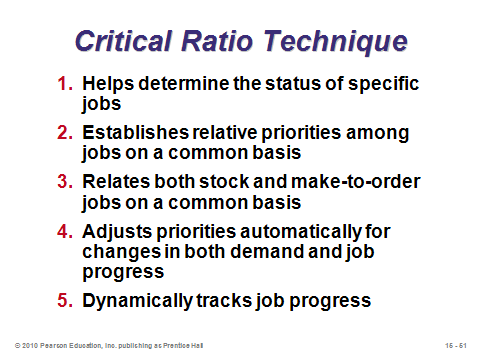 Critical Ratio Technique
1. Helps determine the status of specific
jobs
2. Establishes relative priorities among
jobs on a common basis
3. Relates both stock and make-to-order
jobs on a common basis
4. Adjusts priorities automatically for
changes in both demand and job
progress
5. Dynamically tracks job progress
© 2010 Pearson Education, Inc. publishing as Prentice Hall
15 - 51